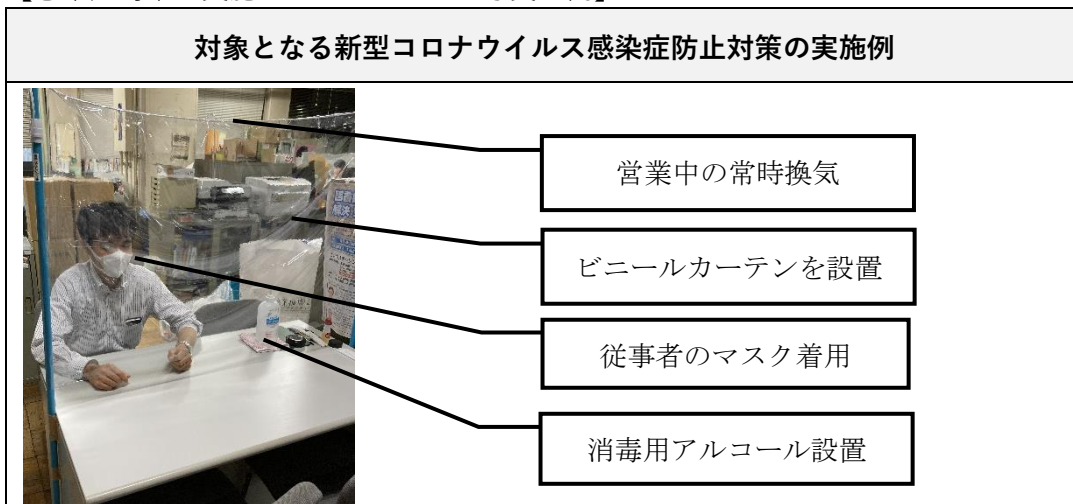 対象となる新型コロナウイルス感染症防止対策の実施例
営業中の常時換気
ビニールカーテンを設置
従事者のマスク着用
消毒用アルコール設置